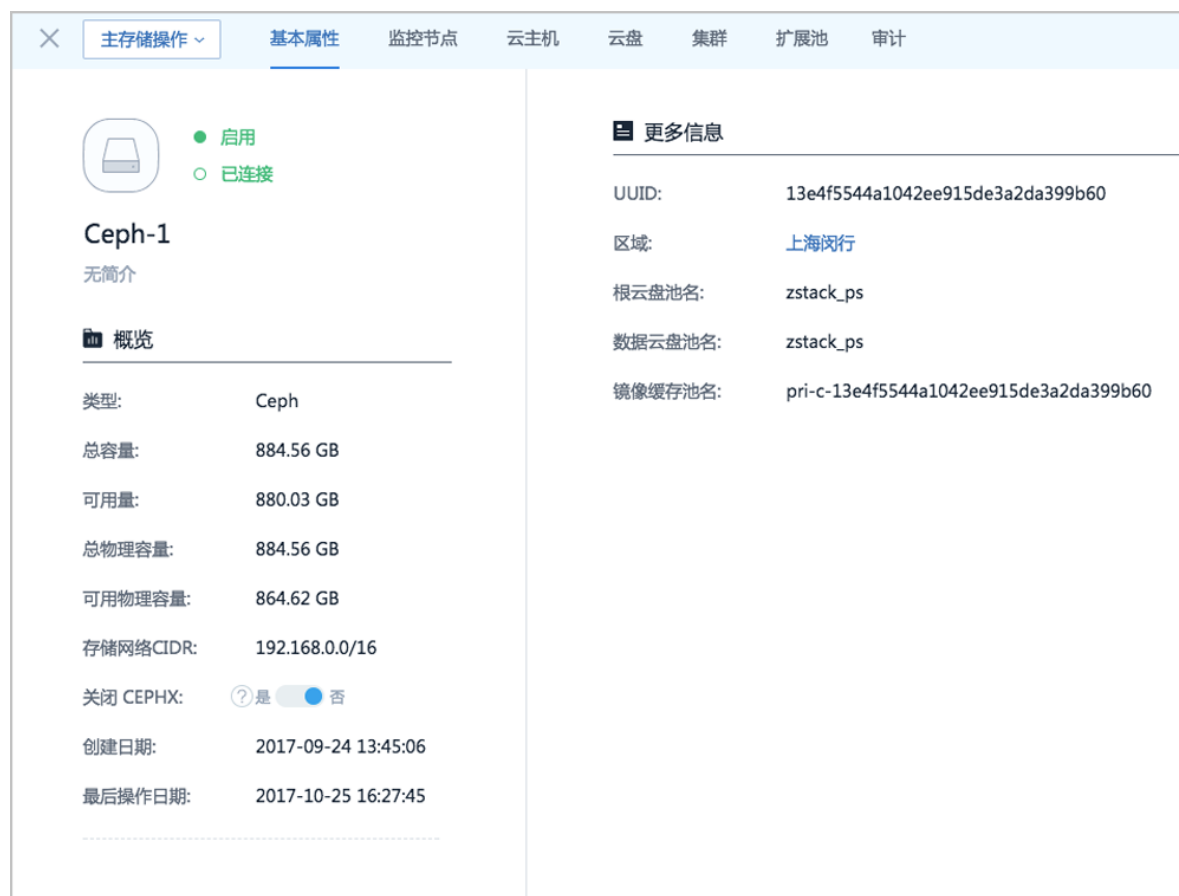 主存储操作 基本属性 监控节点 云主机 云盘 集群 扩展池 审计
启用
已连接
Ceph-1
无简介
概览
类型: Ceph
总容量: 884.56 GB
可用量: 880.03 GB
总物理容量: 884.56 GB
可用物理容量: 864.62 GB
存储网络CIDR: 192.168.0.0/16
关闭 CEPHX: ?是 否
创建日期: 2017-09-24 13:45:06
最后操作日期: 2017-10-25 16:27:45
更多信息
UUID: 13e4f5544a1042ee915de3a2da399b60
区域: 上海闵行
根云盘池名: zstack_ps
数据云盘池名: zstack_ps
镜像缓存池名: pri-c-13e4f5544a1042ee915de3a2da399b60